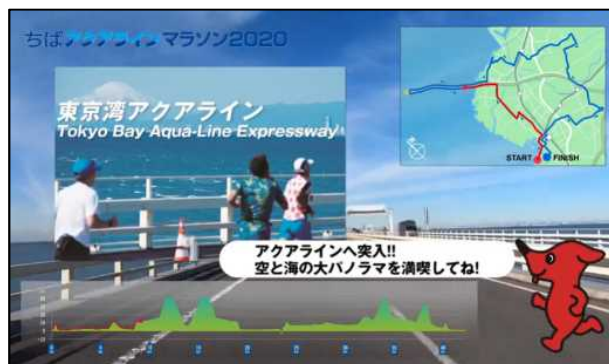 ちばアクアラインマラソン2020
東京湾アクアライン
Tokyo Bay Aqua-Line Expressway
START
FINISH
アクアラインへ突入!!
空と海の大パノラマを満喫してね!